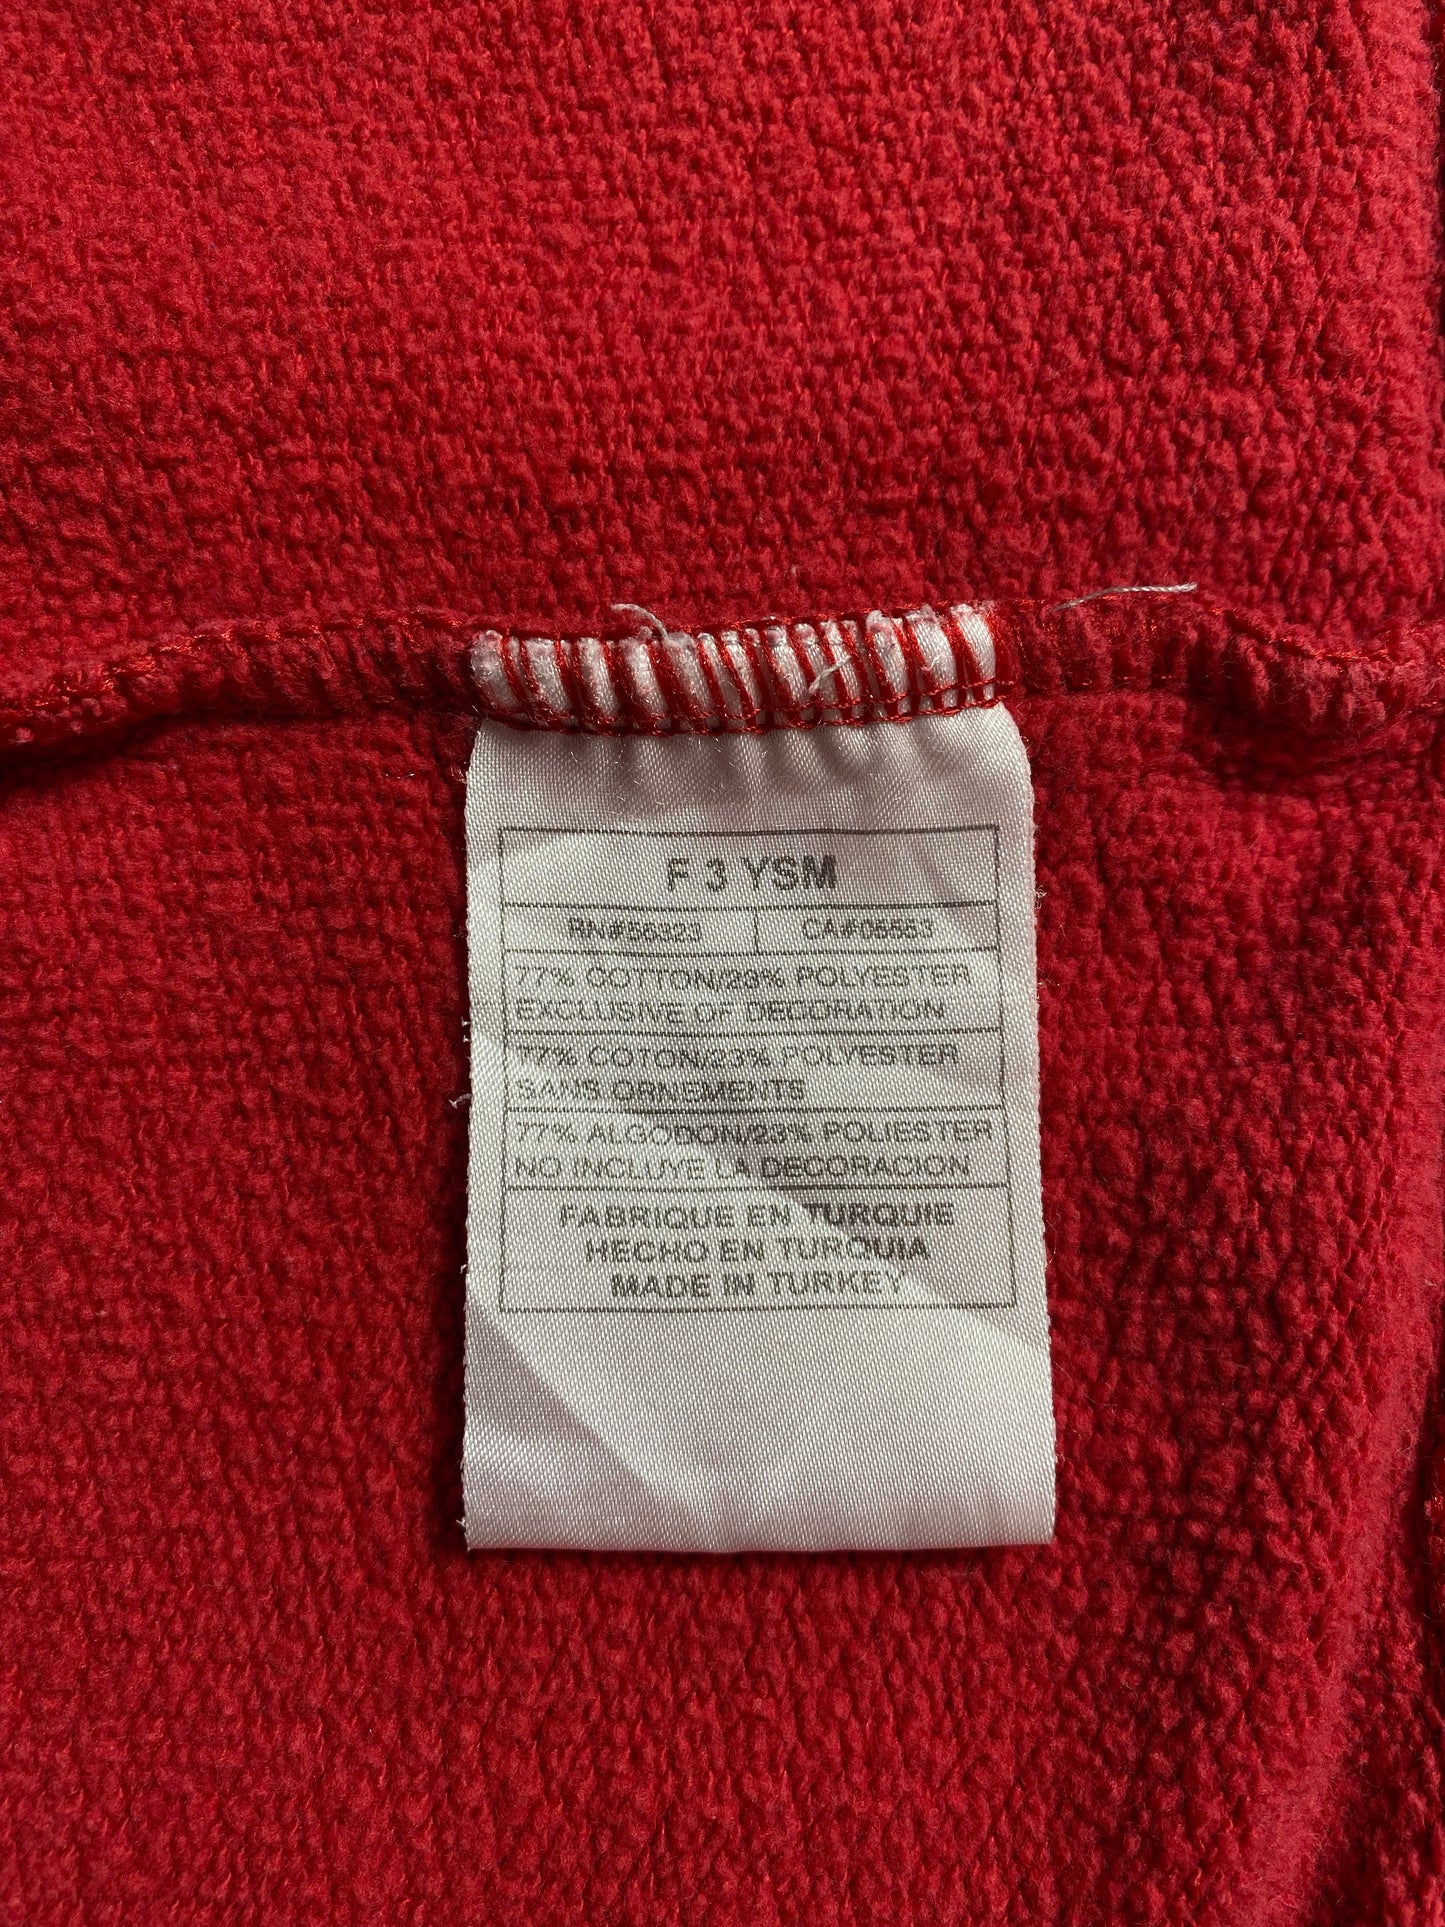 F 3 YSM
RN#56323 CA#05553
77% COTTON/23% POLYESTER
EXCLUSIVE OF DECORATION
77% COTON/23% POLYESTER
SANS ORNEMENTS
77% ALGODON/23% POLIESTER
NO INCLUYE LA DECORACION
FABRIQUE EN TURQUIE
HECHO EN TURQUIA
MADE IN TURKEY